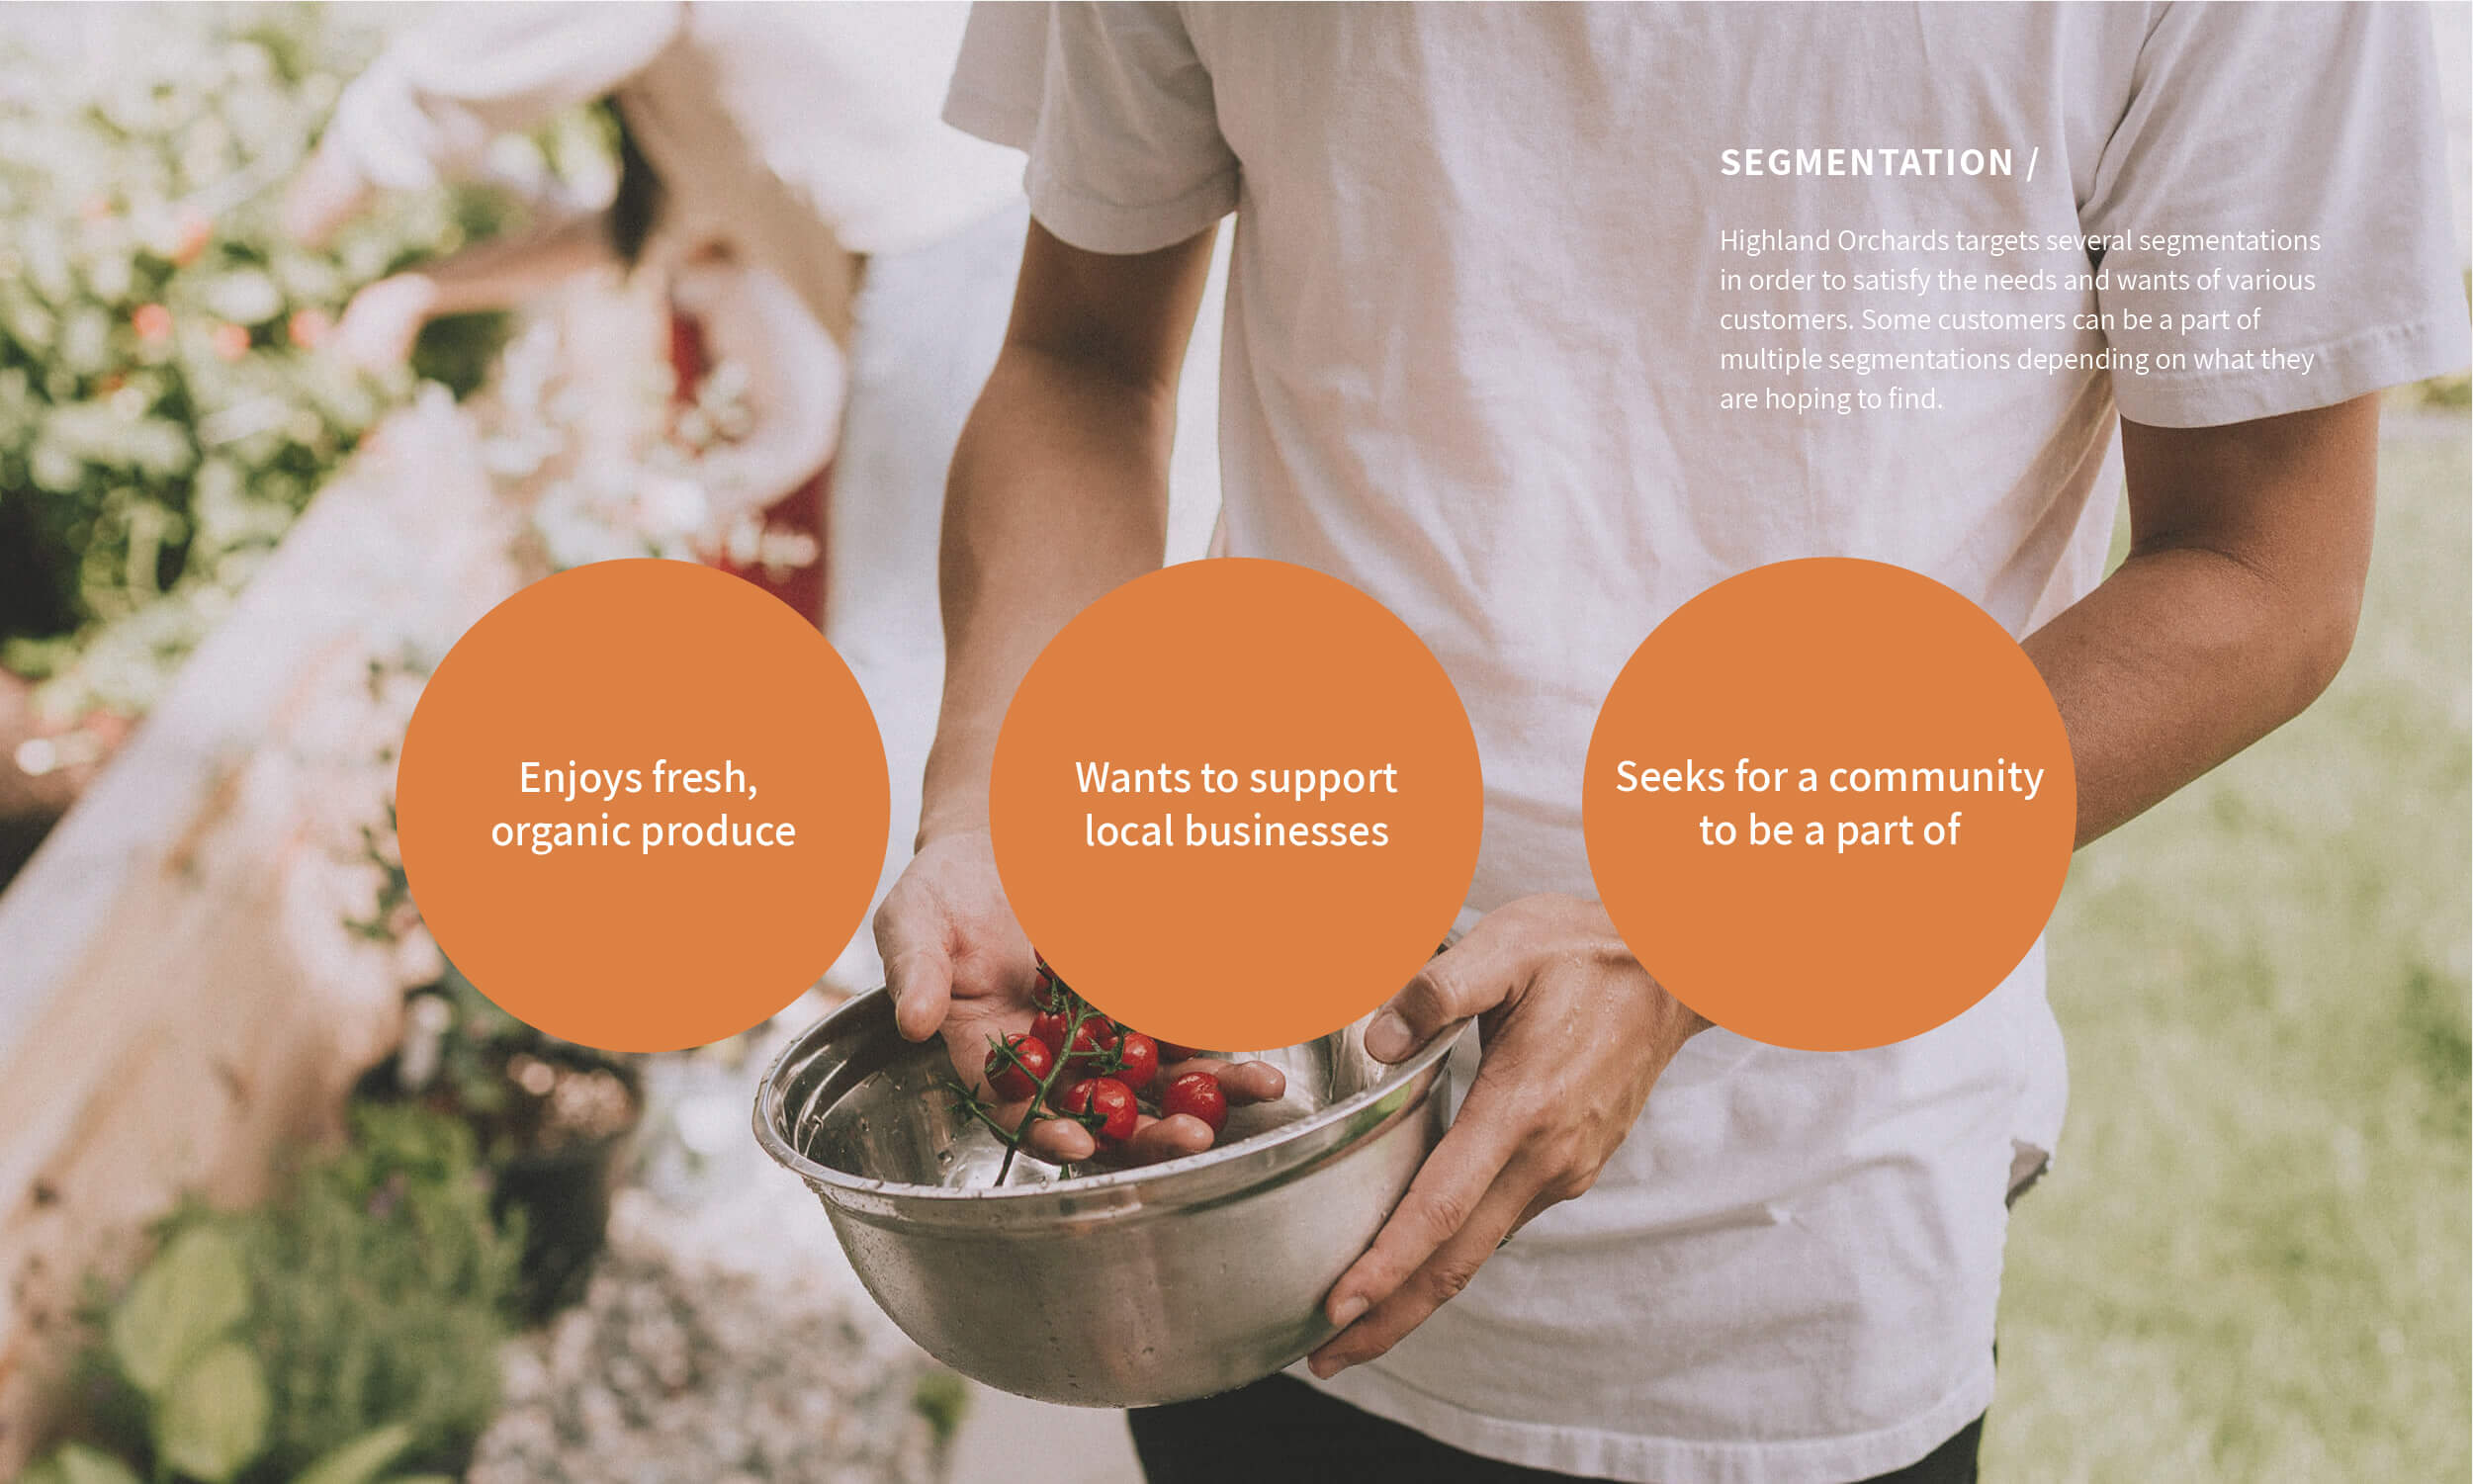 SEGMENTATION /
Highland Orchards targets several segmentations
in order to satisfy the needs and wants of various
customers. Some customers can be a part of
multiple segmentations depending on what they
are hoping to find.
Enjoys fresh,
organic produce
Wants to support
local businesses
Seeks for a community
to be a part of